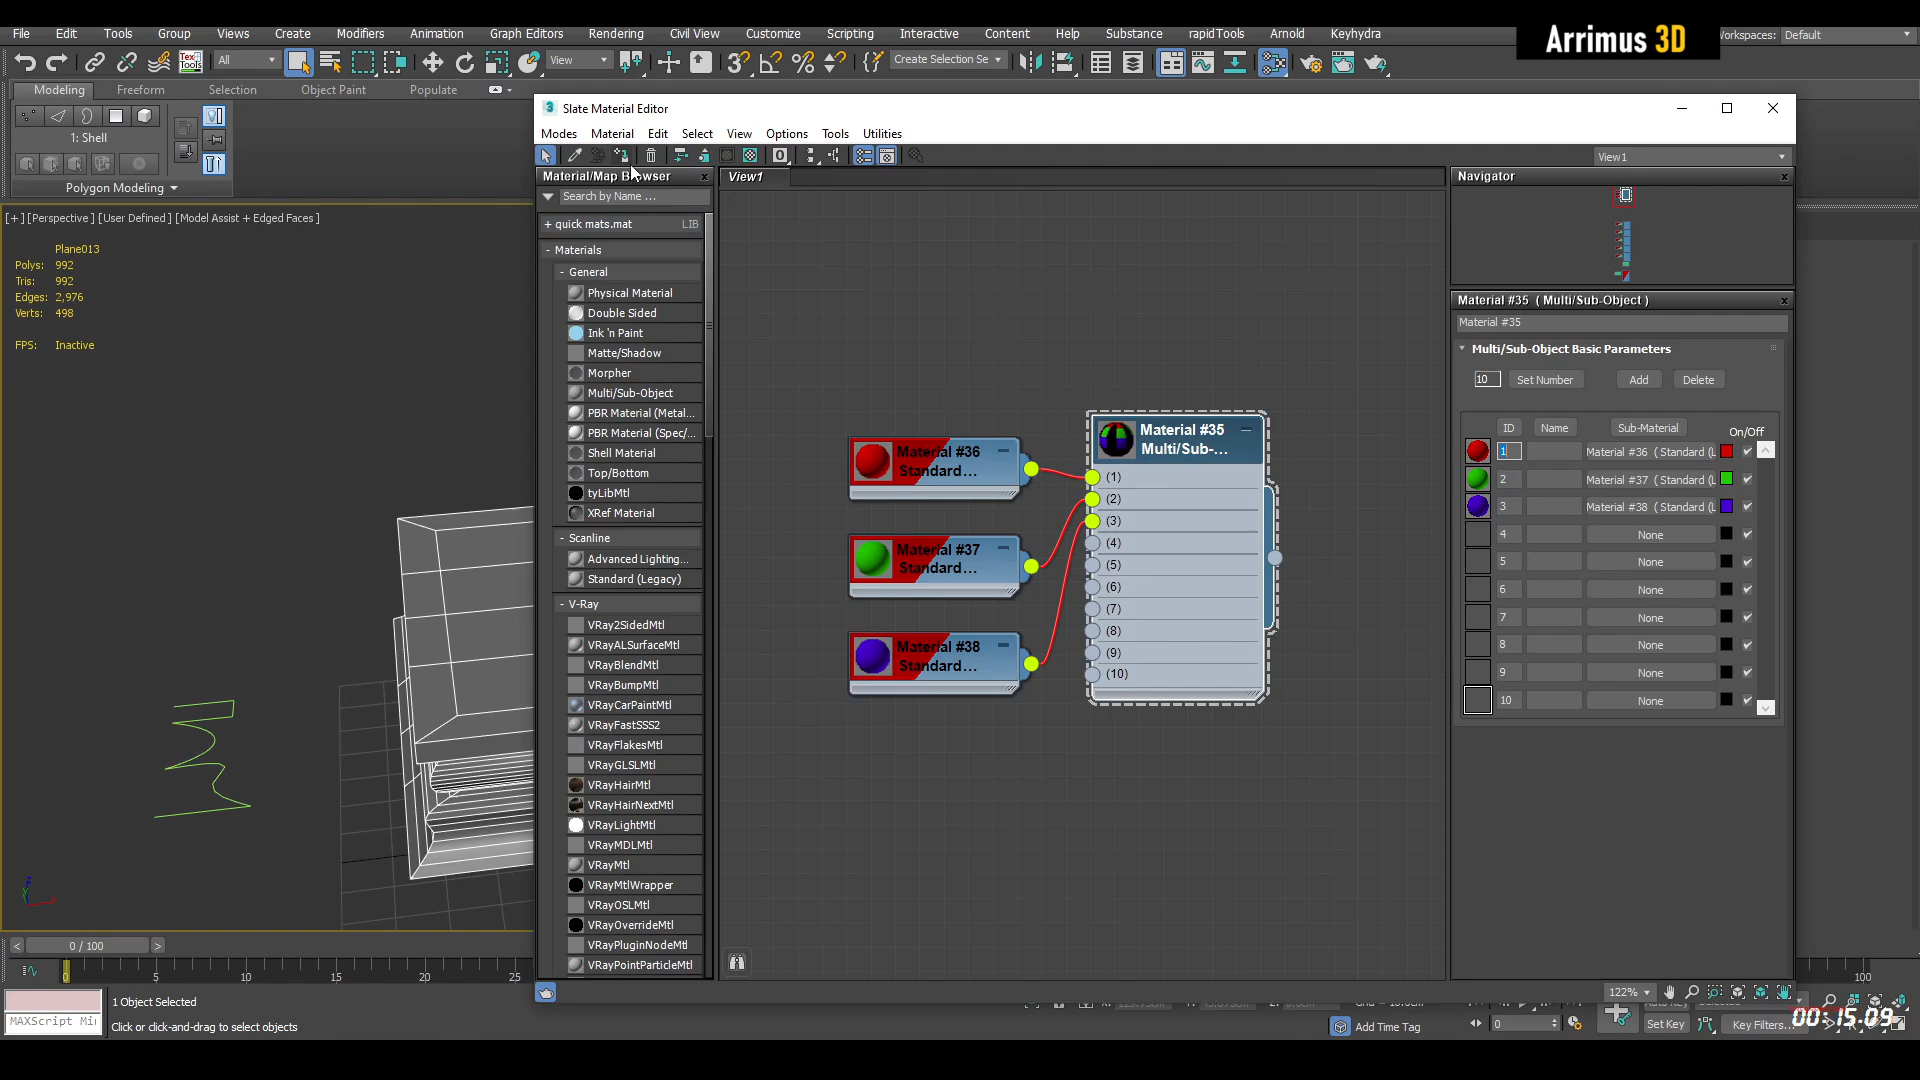 File Edit Tools Group Views Create Modifiers Animation Graph Editors Rendering Civil View Customize Scripting Interactive Content Help Substance rapidTools Arnold Keyhydra
Arrimus 3D
Workspaces: Default
Tex Tools All View Create Selection Se
Modeling Freeform Selection Object Paint Populate
1: Shell
Polygon Modeling
[+] [Perspective] [User Defined] [Model Assist + Edged Faces]
Plane013
Polys: 992
Tris: 992
Edges: 2,976
Verts: 498
FPS: Inactive
3 Slate Material Editor
Modes Material Edit Select View Options Tools Utilities
View1
Material/Map Browser
Search by Name ...
+ quick mats.mat LIB
- Materials
- General
Physical Material
Double Sided
Ink 'n Paint
Matte/Shadow
Morpher
Multi/Sub-Object
PBR Material (Metal...
PBR Material (Spec/...
Shell Material
Top/Bottom
tyLibMtl
XRef Material
- Scanline
Advanced Lighting...
Standard (Legacy)
- V-Ray
VRay2SidedMtl
VRayALSurfaceMtl
VRayBlendMtl
VRayBumpMtl
VRayCarPaintMtl
VRayFastSSS2
VRayFlakesMtl
VRayGLSLMtl
VRayHairMtl
VRayHairNextMtl
VRayLightMtl
VRayMDLMtl
VRayMtl
VRayMtlWrapper
VRayOSLMtl
VRayOverrideMtl
VRayPluginNodeMtl
VRayPointParticleMtl
View1
Material #36
Standard...
Material #37
Standard...
Material #38
Standard...
Material #35
Multi/Sub-...
(1)
(2)
(3)
(4)
(5)
(6)
(7)
(8)
(9)
(10)
Navigator
Material #35 ( Multi/Sub-Object )
Material #35
Multi/Sub-Object Basic Parameters
10 Set Number Add Delete
ID Name Sub-Material On/Off
1 Material #36 ( Standard (L
2 Material #37 ( Standard (L
3 Material #38 ( Standard (L
4 None
5 None
6 None
7 None
8 None
9 None
10 None
122%
0 / 100
0 5 10 15 20 25 100
1 Object Selected
MAXScript Mi
Click or click-and-drag to select objects
Add Time Tag
0
Set Key Key Filters...
00:15:09